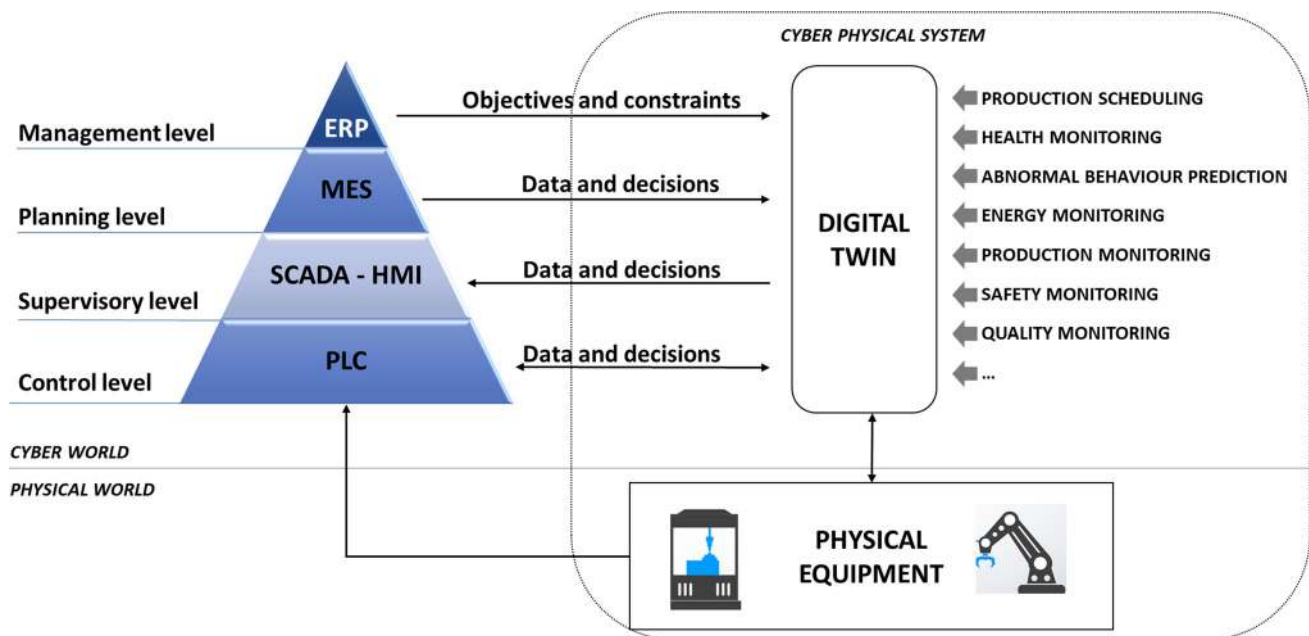 CYBER PHYSICAL SYSTEM
Management level
Planning level
Supervisory level
Control level
ERP
MES
SCADA - HMI
PLC
Objectives and constraints
Data and decisions
Data and decisions
Data and decisions
DIGITAL
TWIN
PRODUCTION SCHEDULING
HEALTH MONITORING
ABNORMAL BEHAVIOUR PREDICTION
ENERGY MONITORING
PRODUCTION MONITORING
SAFETY MONITORING
QUALITY MONITORING
...
CYBER WORLD
PHYSICAL WORLD
PHYSICAL
EQUIPMENT